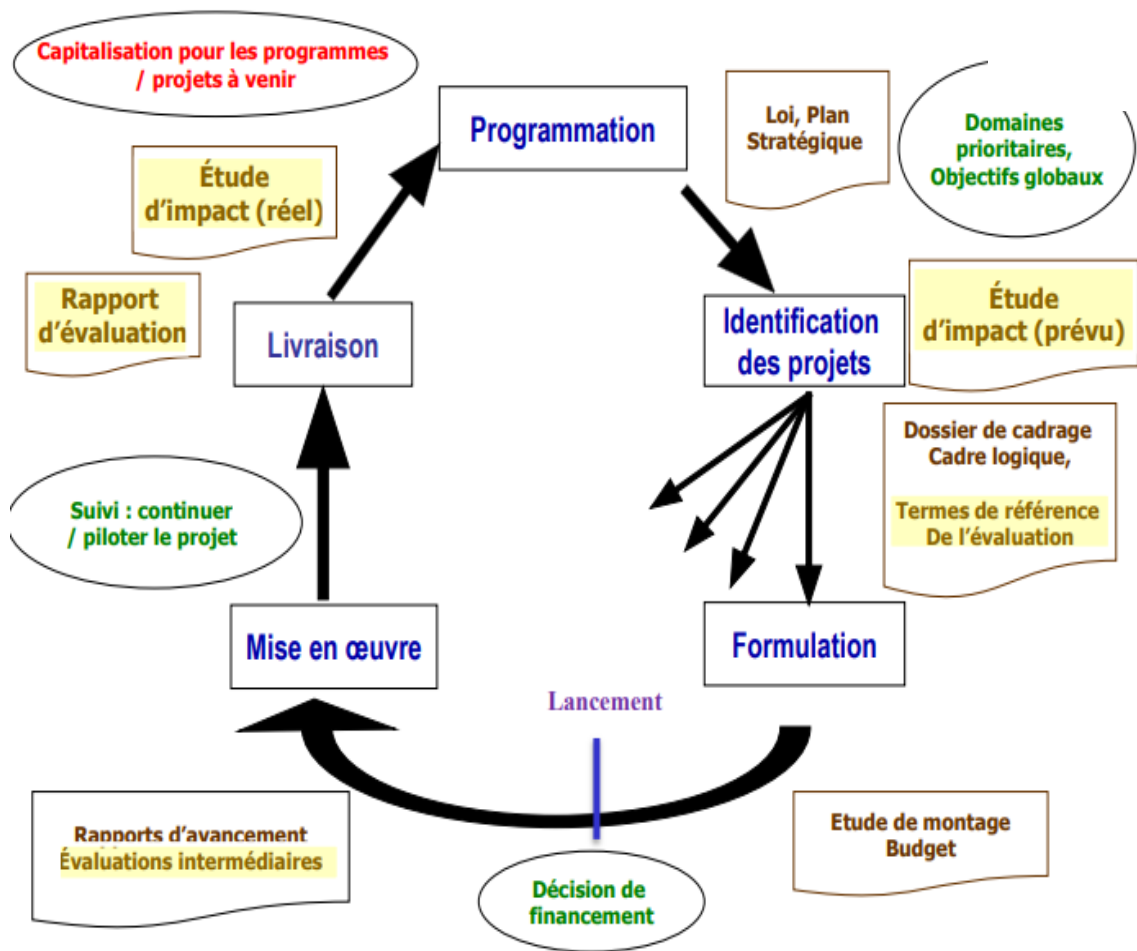 Capitalisation pour les programmes
/ projets à venir
Programmation
Loi, Plan
Stratégique
Domaines
prioritaires,
Objectifs globaux
Étude
d'impact (réel)
Rapport
d'évaluation
Livraison
Identification
des projets
Étude
d'impact (prévu)
Dossier de cadrage
Cadre logique,
Termes de référence
De l'évaluation
Suivi : continuer
/ piloter le projet
Mise en œuvre
Formulation
Lancement
Rapports d'avancement
Évaluations intermédiaires
Etude de montage
Budget
Décision de
financement